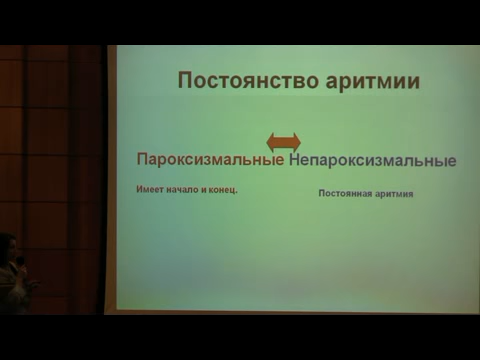 Постоянство аритмии
Пароксизмальные Непароксизмальные
Имеет начало и конец.
Постоянная аритмия